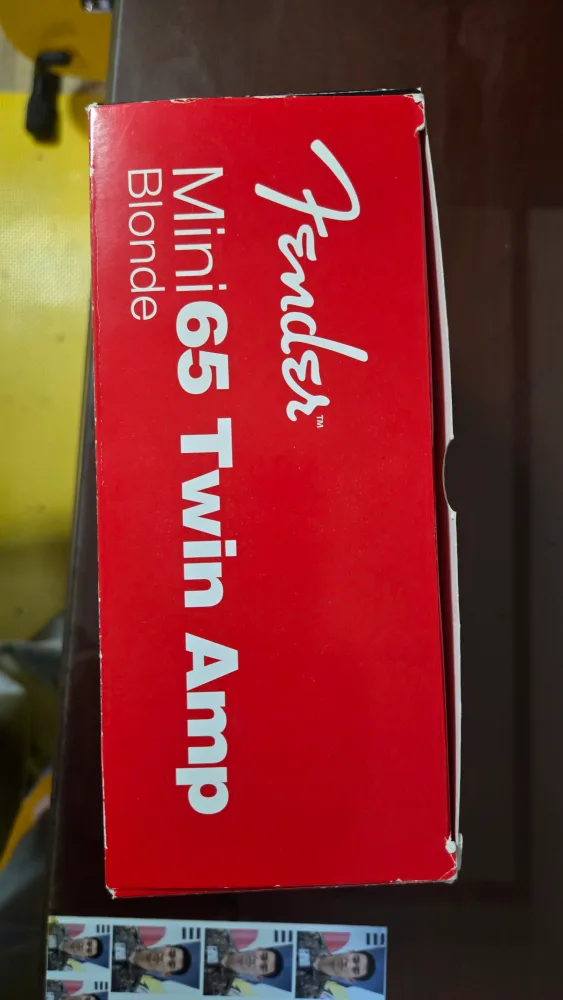 Fender™
Mini65 Twin Amp
Blonde